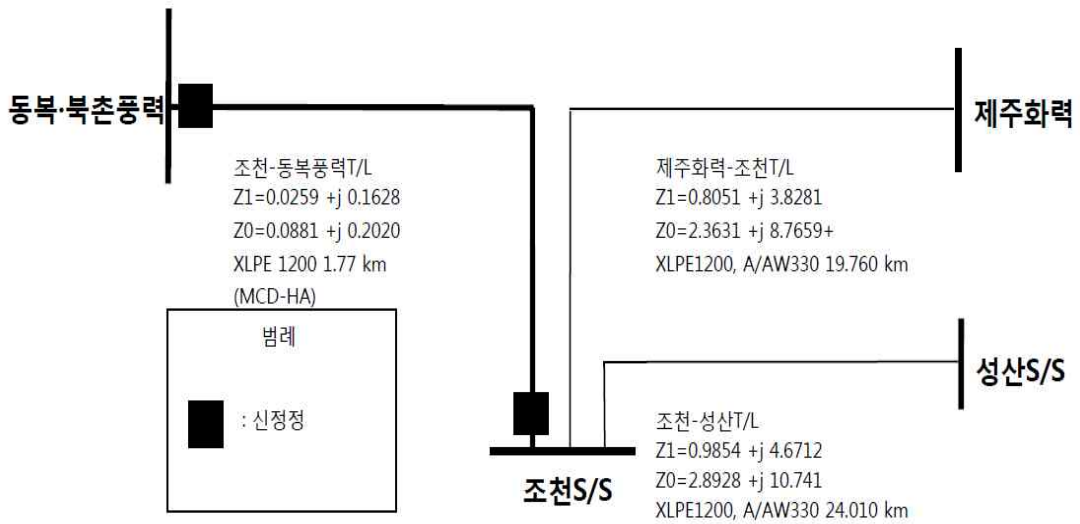 동복·북촌풍력
제주화력
조천-동복풍력T/L
Z1=0.0259 +j 0.1628
Z0=0.0881 +j 0.2020
XLPE 1200 1.77 km
(MCD-HA)
제주화력-조천T/L
Z1=0.8051 +j 3.8281
Z0=2.3631 +j 8.7659+
XLPE1200, A/AW330 19.760 km
범례
: 신정정
성산S/S
조천-성산T/L
Z1=0.9854 +j 4.6712
Z0=2.8928 +j 10.741
XLPE1200, A/AW330 24.010 km
조천S/S